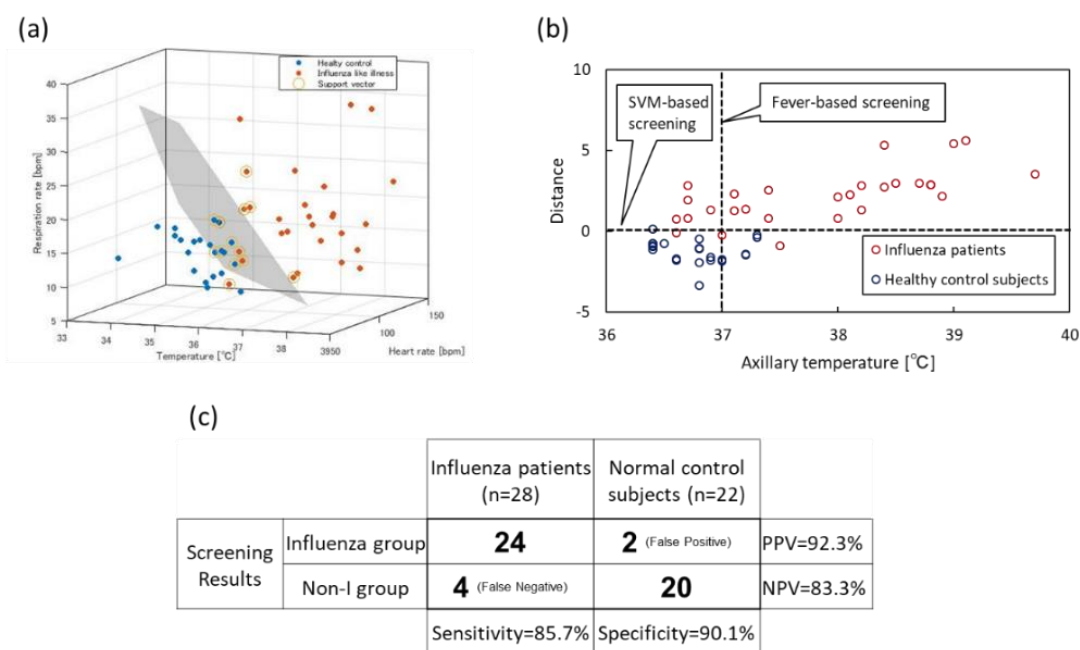 (a)
Healty control
Influenza like illness
Support vector
40
35
30
25
20
15
10
5
Respiration rate [bpm]
33
34
35
36
37
38
3950
100
150
Temperature [℃]
Heart rate [bpm]
(b)
10
5
0
-5
Distance
SVM-based
screening
Fever-based screening
Influenza patients
Healthy control subjects
36
37
38
39
40
Axillary temperature [℃]
(c)
Influenza patients
(n=28)
Normal control
subjects (n=22)
Screening
Results
Influenza group
24
2 (False Positive)
PPV=92.3%
Non-I group
4 (False Negative)
20
NPV=83.3%
Sensitivity=85.7%
Specificity=90.1%